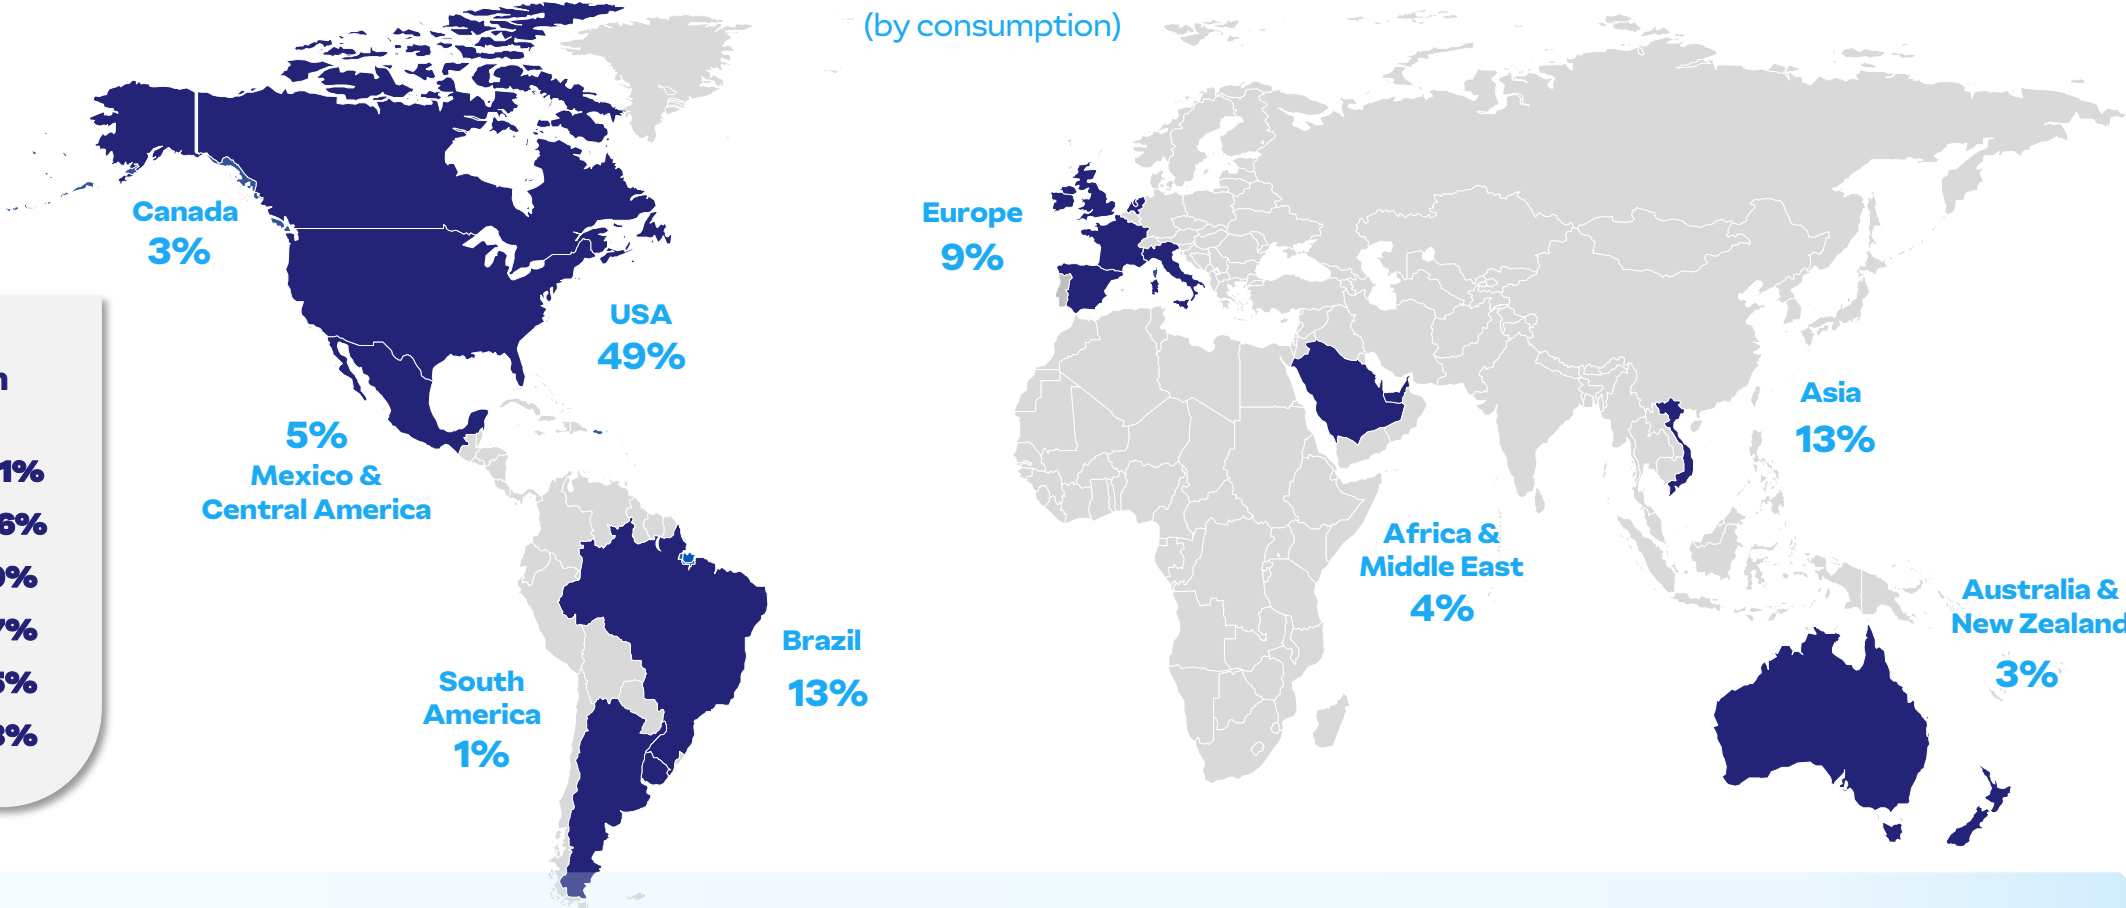 (by consumption)
Canada
3%
USA
49%
5%
Mexico &
Central America
South
America
1%
Brazil
13%
Europe
9%
Africa &
Middle East
4%
Asia
13%
Australia &
New Zealand
3%